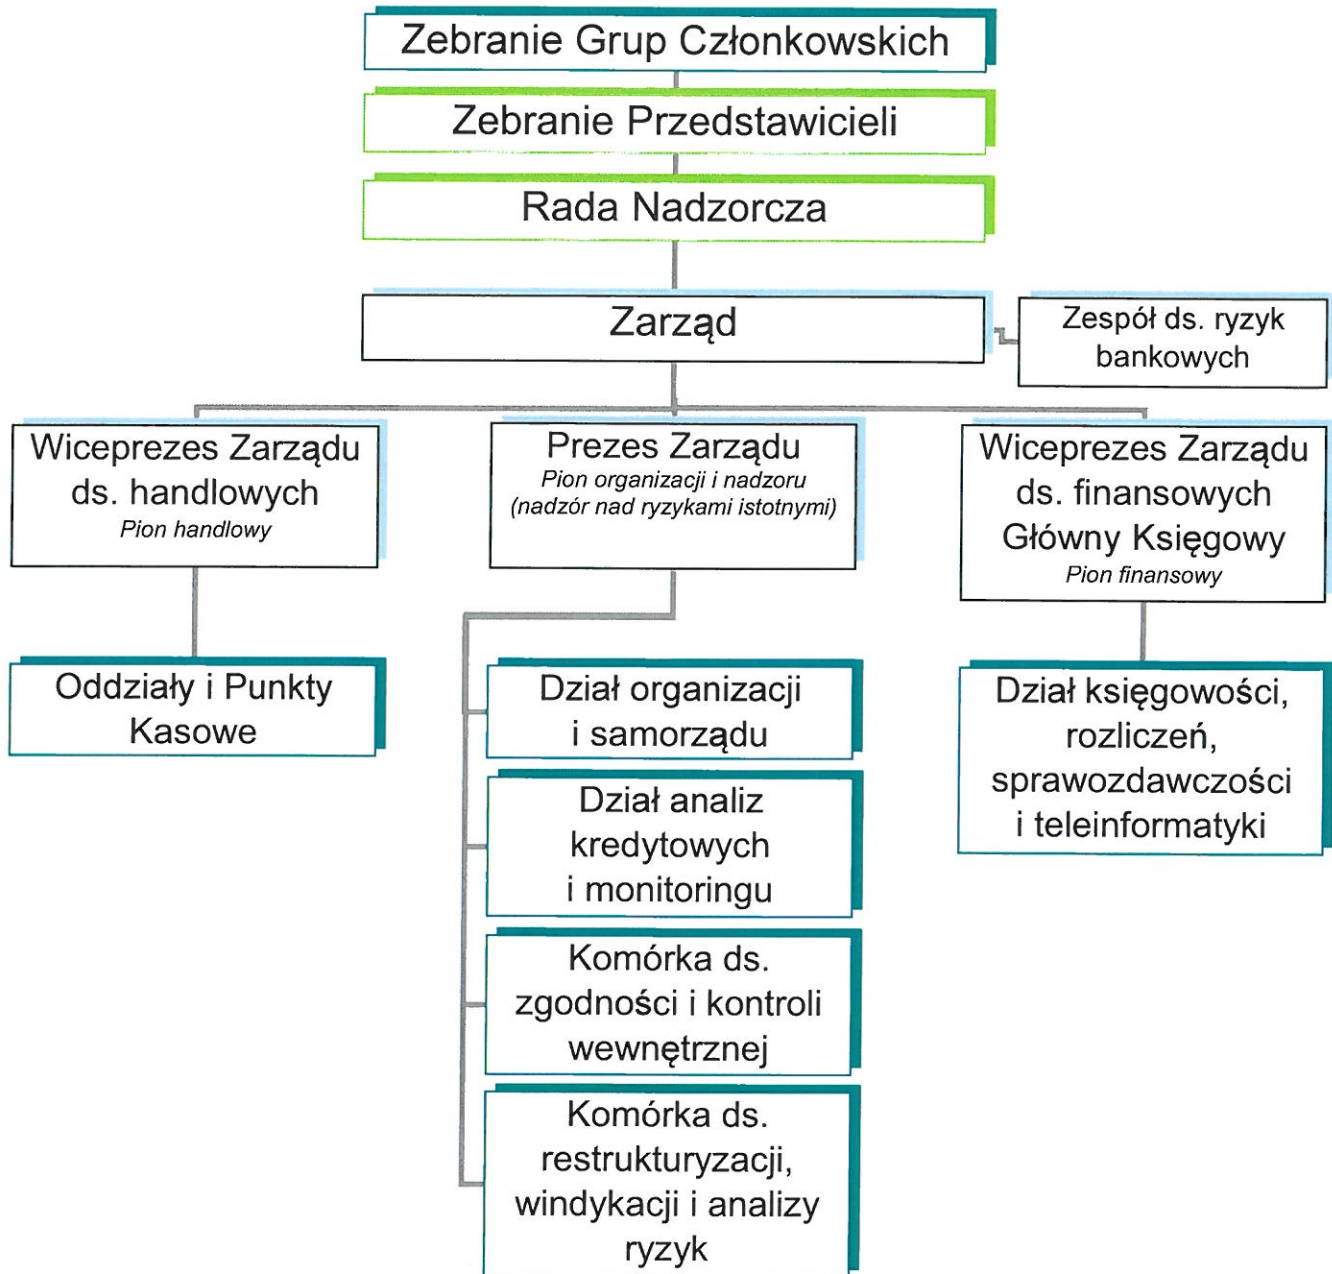 Zebranie Grup Członkowskich
Zebranie Przedstawicieli
Rada Nadzorcza
Zarząd
Zespół ds. ryzyk
bankowych
Wiceprezes Zarządu
ds. handlowych
Pion handlowy
Prezes Zarządu
Pion organizacji i nadzoru
(nadzór nad ryzykami istotnymi)
Wiceprezes Zarządu
ds. finansowych
Główny Księgowy
Pion finansowy
Oddziały i Punkty
Kasowe
Dział organizacji
i samorządu
Dział analiz
kredytowych
i monitoringu
Komórka ds.
zgodności i kontroli
wewnętrznej
Komórka ds.
restrukturyzacji,
windykacji i analizy
ryzyk
Dział księgowości,
rozliczeń,
sprawozdawczości
i teleinformatyki